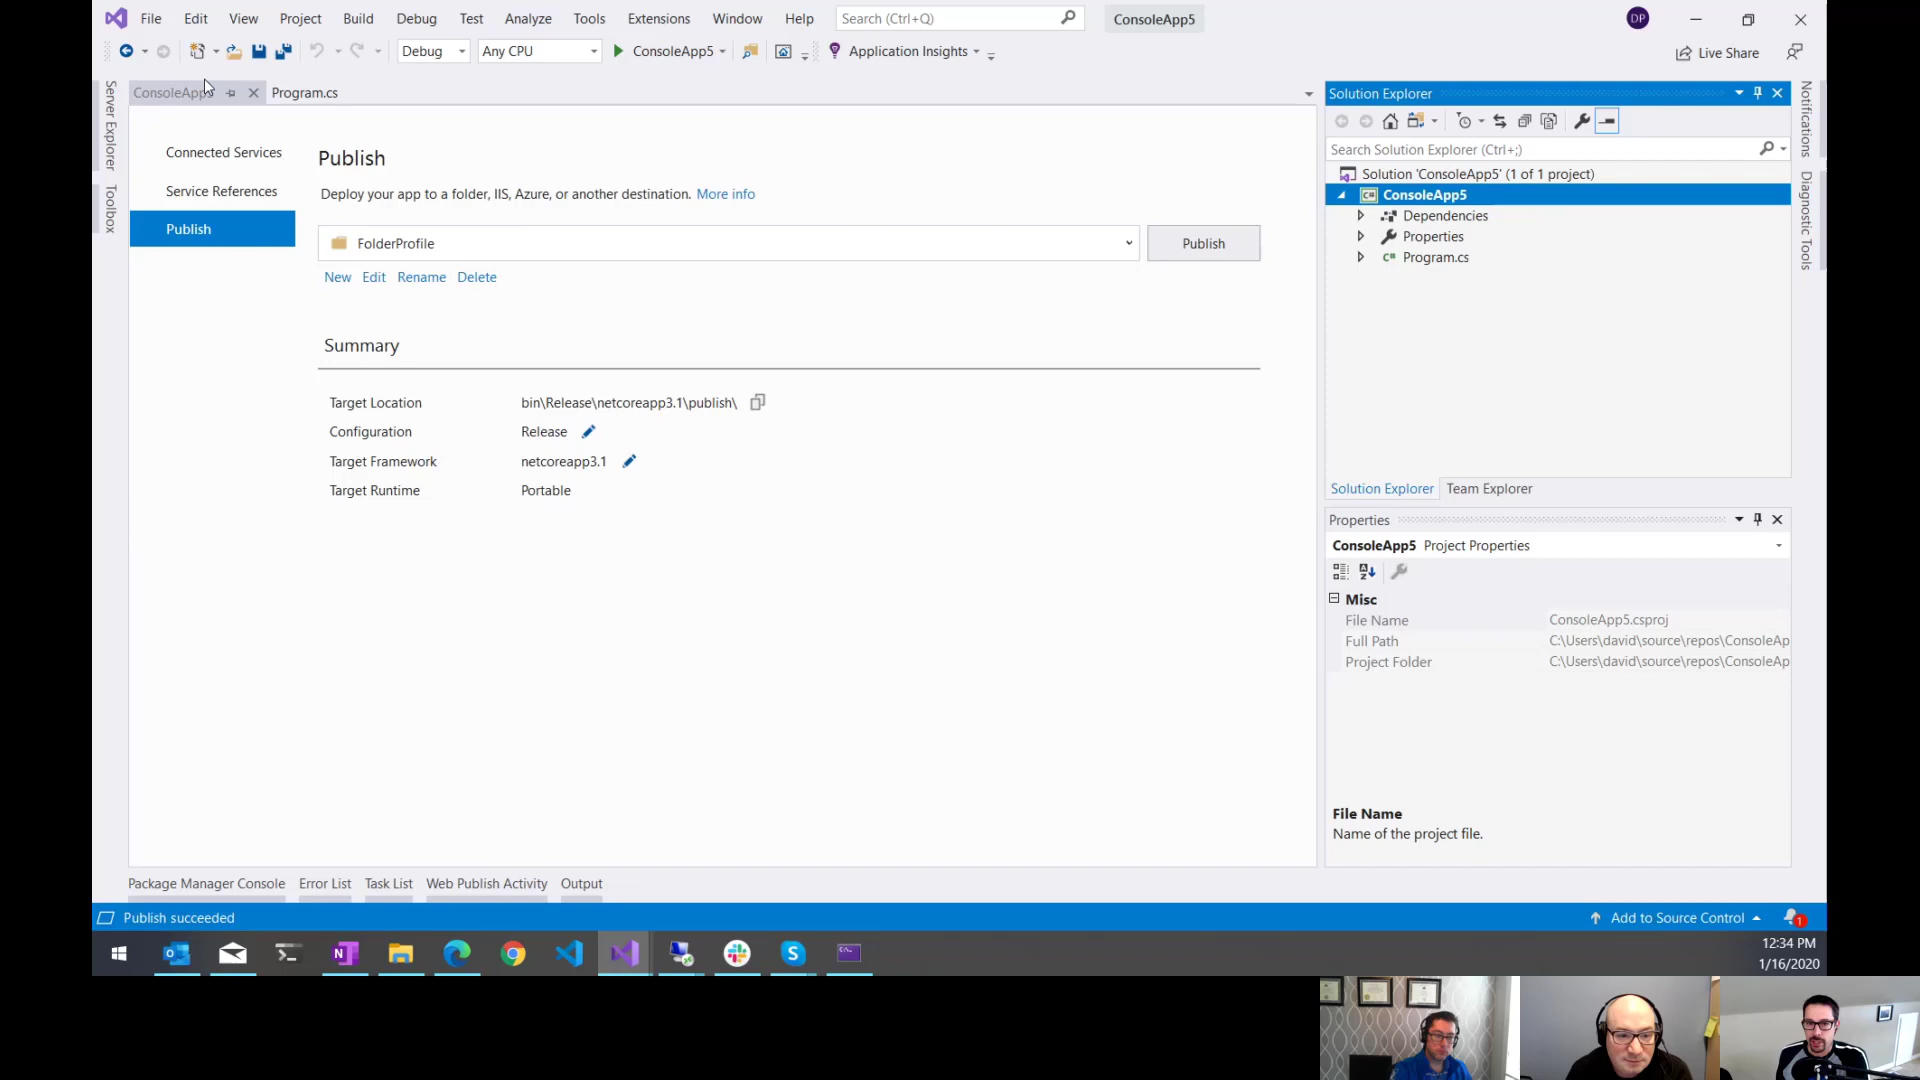 File Edit View Project Build Debug Test Analyze Tools Extensions Window Help Search (Ctrl+Q) ConsoleApp5 DP
Debug Any CPU ConsoleApp5 Application Insights Live Share
Server Explorer
Toolbox
ConsoleApp5 Program.cs
Connected Services
Service References
Publish
Publish
Deploy your app to a folder, IIS, Azure, or another destination. More info
FolderProfile Publish
New Edit Rename Delete
Summary
Target Location bin\Release\netcoreapp3.1\publish\
Configuration Release
Target Framework netcoreapp3.1
Target Runtime Portable
Solution Explorer
Search Solution Explorer (Ctrl+;)
Solution 'ConsoleApp5' (1 of 1 project)
ConsoleApp5
Dependencies
Properties
Program.cs
Solution Explorer Team Explorer
Properties
ConsoleApp5 Project Properties
Misc
File Name ConsoleApp5.csproj
Full Path C:\Users\david\source\repos\ConsoleAp
Project Folder C:\Users\david\source\repos\ConsoleAp
File Name
Name of the project file.
Notifications
Diagnostic Tools
Package Manager Console Error List Task List Web Publish Activity Output
Publish succeeded Add to Source Control 1
12:34 PM
1/16/2020